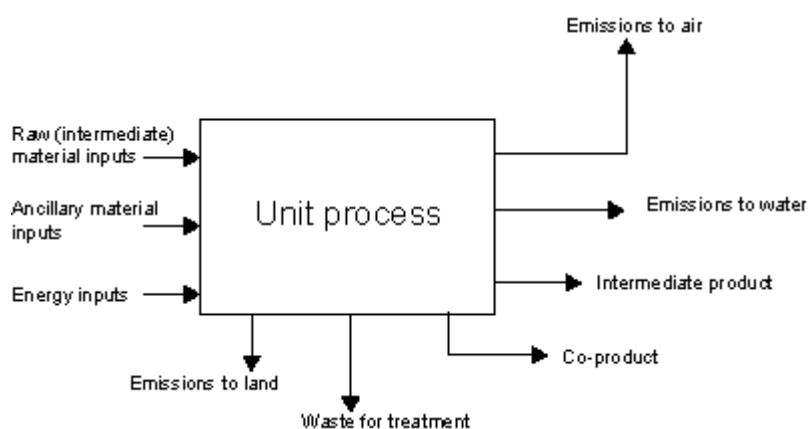 Emissions to air
Raw (intermediate)
material inputs
Ancillary material
inputs
Unit process
Emissions to water
Energy inputs
Intermediate product
Co-product
Emissions to land
Waste for treatment